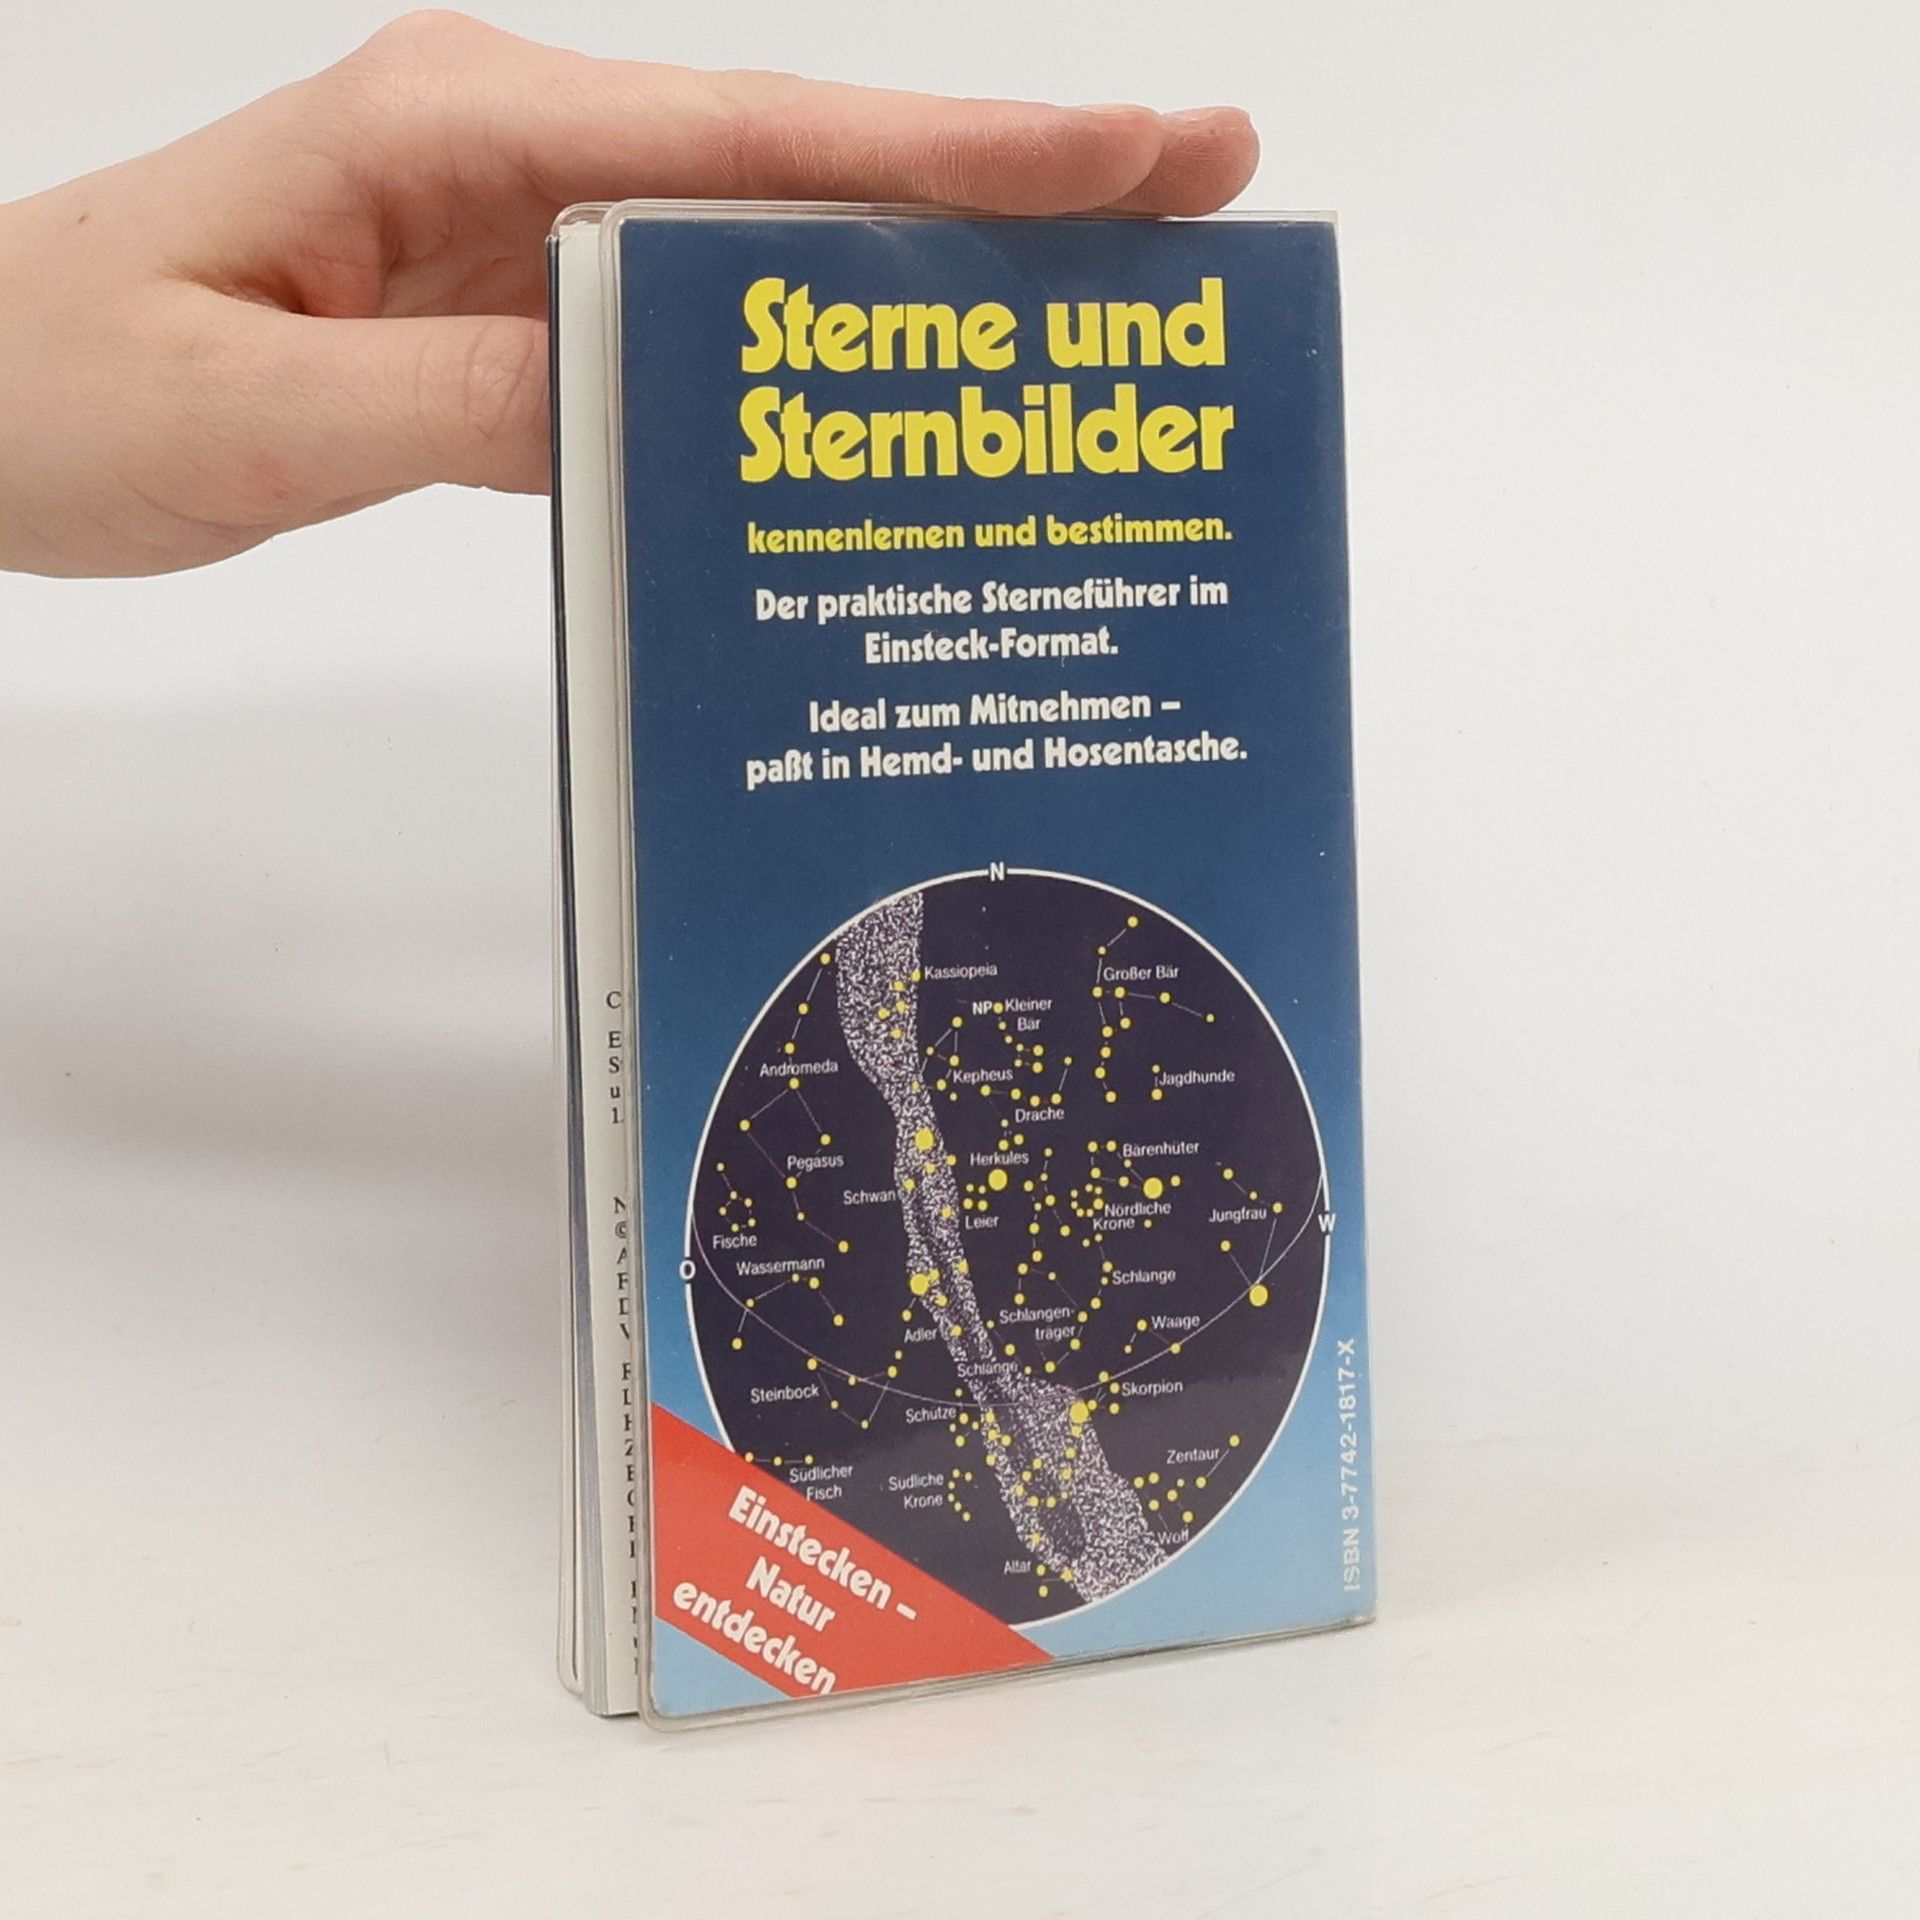 Sterne und
Sternbilder
kennenlernen und bestimmen.
Der praktische Sterneführer im
Einsteck-Format.
Ideal zum Mitnehmen –
paßt in Hemd- und Hosentasche.
N
Kassiopeia
Großer Bär
NP Kleiner
Bär
Andromeda
Kepheus
Jagdhunde
Drache
Bärenhüter
Herkules
Pegasus
Schwan
Leier
Nördliche
Krone
Jungfrau
W
Fische
O
Wassermann
Schlange
Schlangen-
träger
Waage
Adler
Schlange
Steinbock
Skorpion
Schütze
Zentaur
Südlicher
Fisch
Südliche
Krone
Wolf
Altar
Einstecken –
Natur
entdecken
ISBN 3-7742-1817-X